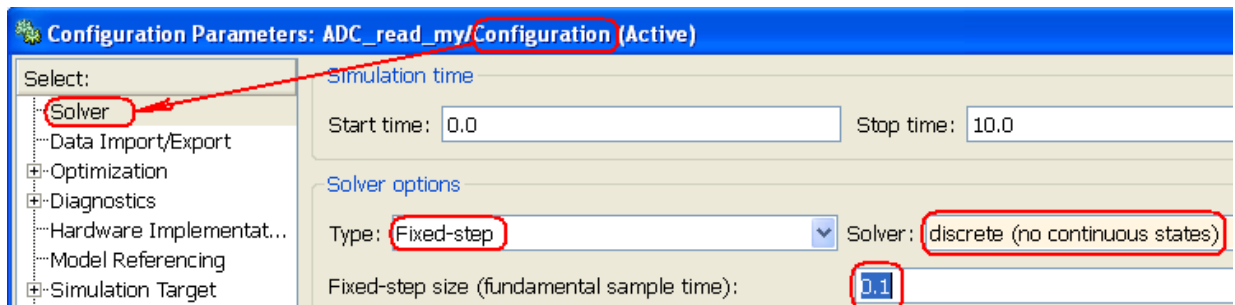 Configuration Parameters: ADC_read_my/Configuration (Active)
Select:
Solver
Data Import/Export
Optimization
Diagnostics
Hardware Implementat...
Model Referencing
Simulation Target
Simulation time
Start time: 0.0 Stop time: 10.0
Solver options
Type: Fixed-step Solver: discrete (no continuous states)
Fixed-step size (fundamental sample time): 0.1